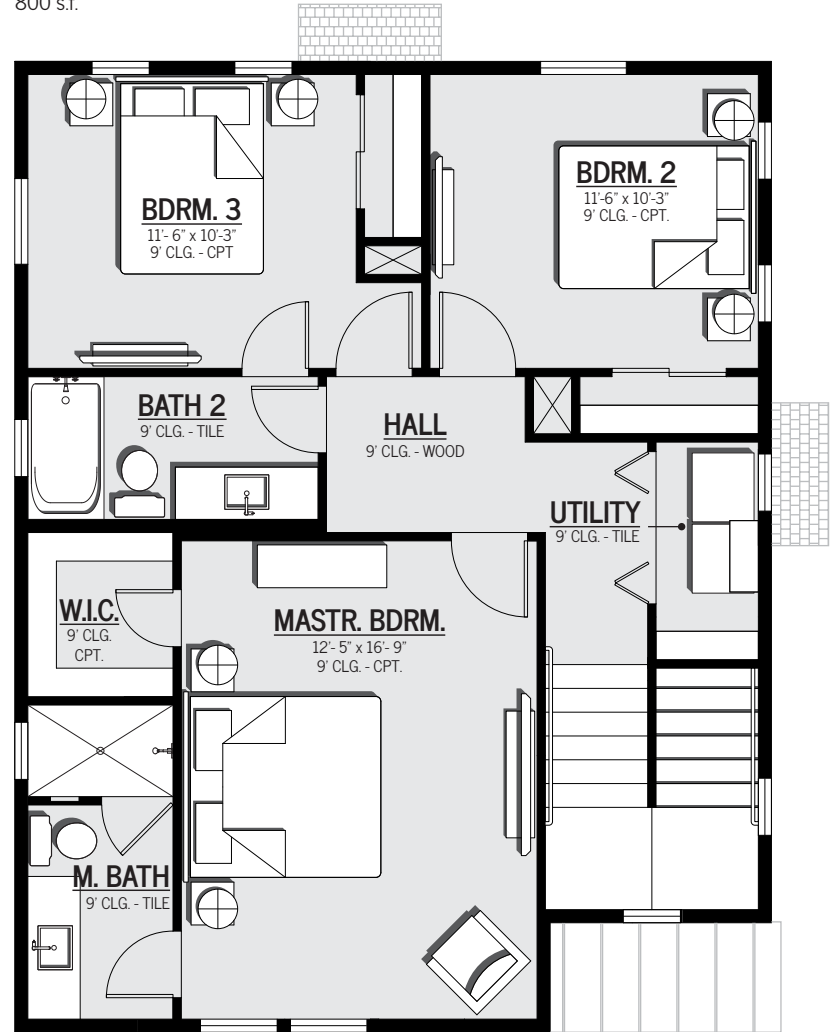 800 s.f.
BDRM. 3
11'- 6" x 10'-3"
9' CLG. - CPT
BDRM. 2
11'-6" x 10'-3"
9' CLG. - CPT.
BATH 2
9' CLG. - TILE
HALL
9' CLG. - WOOD
UTILITY
9' CLG. - TILE
W.I.C.
9' CLG.
CPT.
MASTR. BDRM.
12'- 5" x 16'- 9"
9' CLG. - CPT.
M. BATH
9' CLG. - TILE